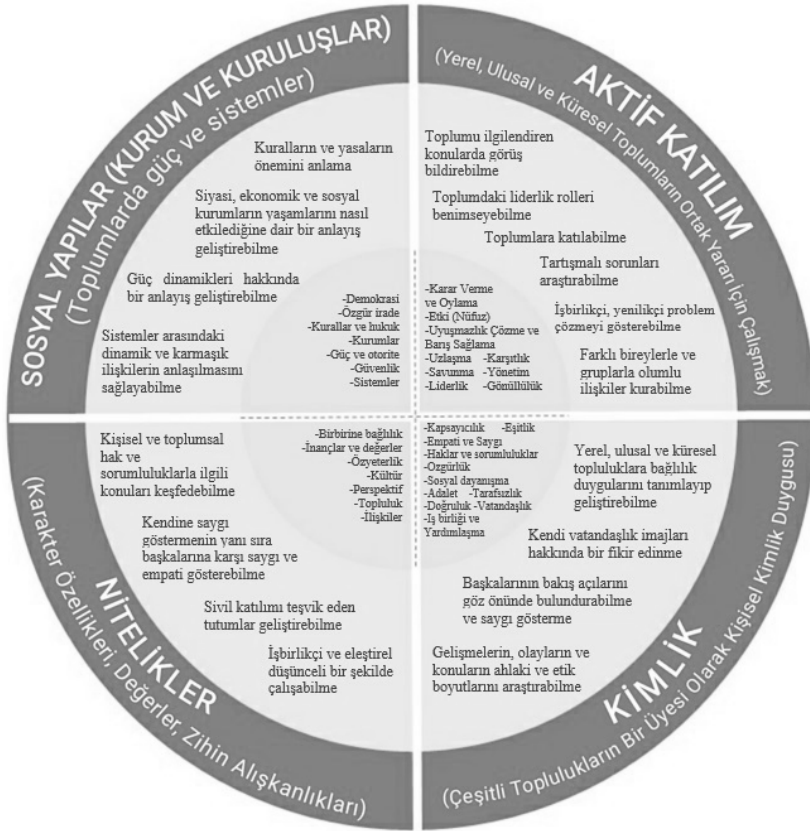 SOSYAL YAPILAR (KURUM VE KURULUŞLAR)
(Toplumlarda güç ve sistemler)
Kuralların ve yasaların
önemini anlama
Siyasi, ekonomik ve sosyal
kurumların yaşamlarını nasıl
etkilediğine dair bir anlayış
geliştirebilme
Güç dinamikleri hakkında
bir anlayış geliştirebilme
Sistemler arasındaki
dinamik ve karmaşık
ilişkilerin anlaşılmasını
sağlayabilme
-Demokrasi
-Özgür irade
-Kurallar ve hukuk
-Kurumlar
-Güç ve otorite
-Güvenlik
-Sistemler
AKTİF KATILIM
(Yerel, Ulusal ve Küresel Toplumların Ortak Yararı İçin Çalışmak)
Toplumu ilgilendiren
konularda görüş
bildirebilme
Toplumdaki liderlik rolleri
benimseyebilme
Toplumlara katılabilme
Tartışmalı sorunları
araştırabilme
İşbirlikçi, yenilikçi problem
çözmeyi gösterebilme
Farklı bireylerle ve
gruplarla olumlu
ilişkiler kurabilme
-Karar Verme
ve Oylama
-Etki (Nüfuz)
-Uyuşmazlık Çözme ve
Barış Sağlama
-Uzlaşma -Karşıtlık
-Savunma -Yönetim
-Liderlik -Gönüllülük
NİTELİKLER
(Karakter Özellikleri, Değerler, Zihin Alışkanlıkları)
Kişisel ve toplumsal
hak ve
sorumluluklarla ilgili
konuları keşfedebilme
Kendine saygı
göstermenin yanı sıra
başkalarına karşı saygı ve
empati gösterebilme
Sivil katılımı teşvik eden
tutumlar geliştirebilme
İşbirlikçi ve eleştirel
düşünceli bir şekilde
çalışabilme
-Birbirine bağlılık
-İnançlar ve değerler
-Özyeterlik
-Kültür
-Perspektif
-Topluluk
-İlişkiler
KİMLİK
(Çeşitli Toplulukların Bir Üyesi Olarak Kişisel Kimlik Duygusu)
-Kapsayıcılık -Eşitlik
-Empati ve Saygı
-Haklar ve sorumluluklar
-Özgürlük
-Sosyal dayanışma
-Adalet -Tarafsızlık
-Doğruluk -Vatandaşlık
-İş birliği ve
Yardımlaşma
Yerel, ulusal ve küresel
topluluklara bağlılık
duygularını tanımlayıp
geliştirebilme
Kendi vatandaşlık imajları
hakkında bir fikir edinme
Başkalarının bakış açılarını
göz önünde bulundurabilme
ve saygı gösterme
Gelişmelerin, olayların ve
konuların ahlaki ve etik
boyutlarını araştırabilme